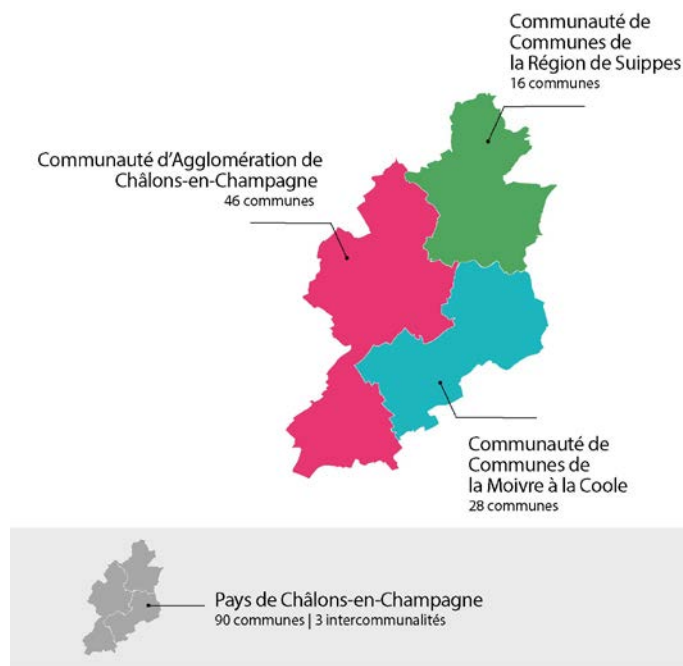 Communauté de
Communes de
la Région de Suippes
16 communes
Communauté d'Agglomération de
Châlons-en-Champagne
46 communes
Communauté de
Communes de
la Moivre à la Coole
28 communes
Pays de Châlons-en-Champagne
90 communes | 3 intercommunalités